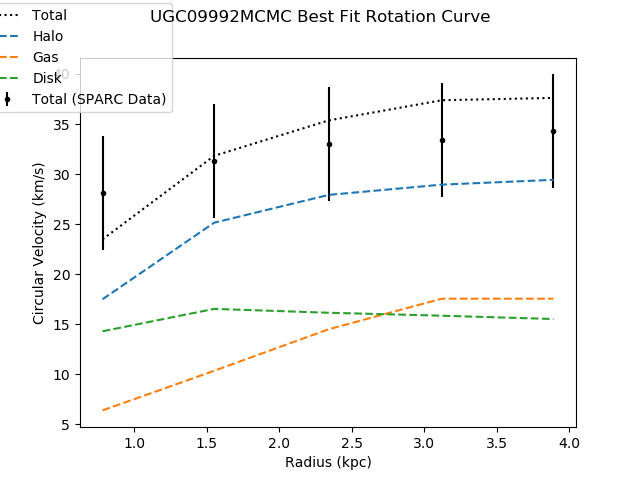 UGC09992MCMC Best Fit Rotation Curve
Total
Halo
Gas
Disk
Total (SPARC Data)
40
35
30
25
20
15
10
5
Circular Velocity (km/s)
1.0 1.5 2.0 2.5 3.0 3.5 4.0
Radius (kpc)